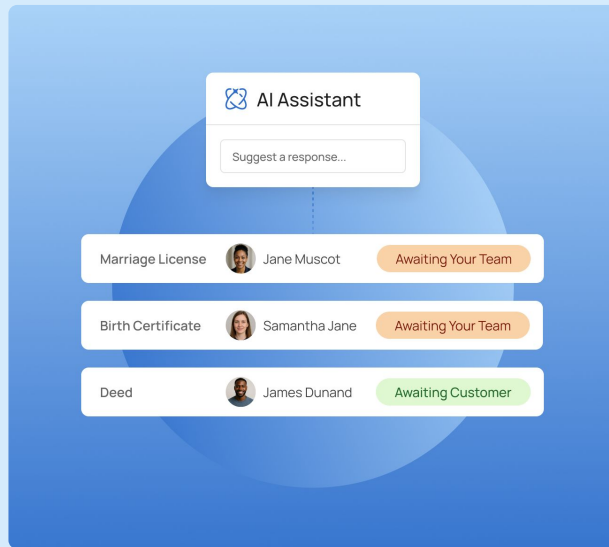 AI Assistant
Suggest a response...
Marriage License Jane Muscot Awaiting Your Team
Birth Certificate Samantha Jane Awaiting Your Team
Deed James Dunand Awaiting Customer